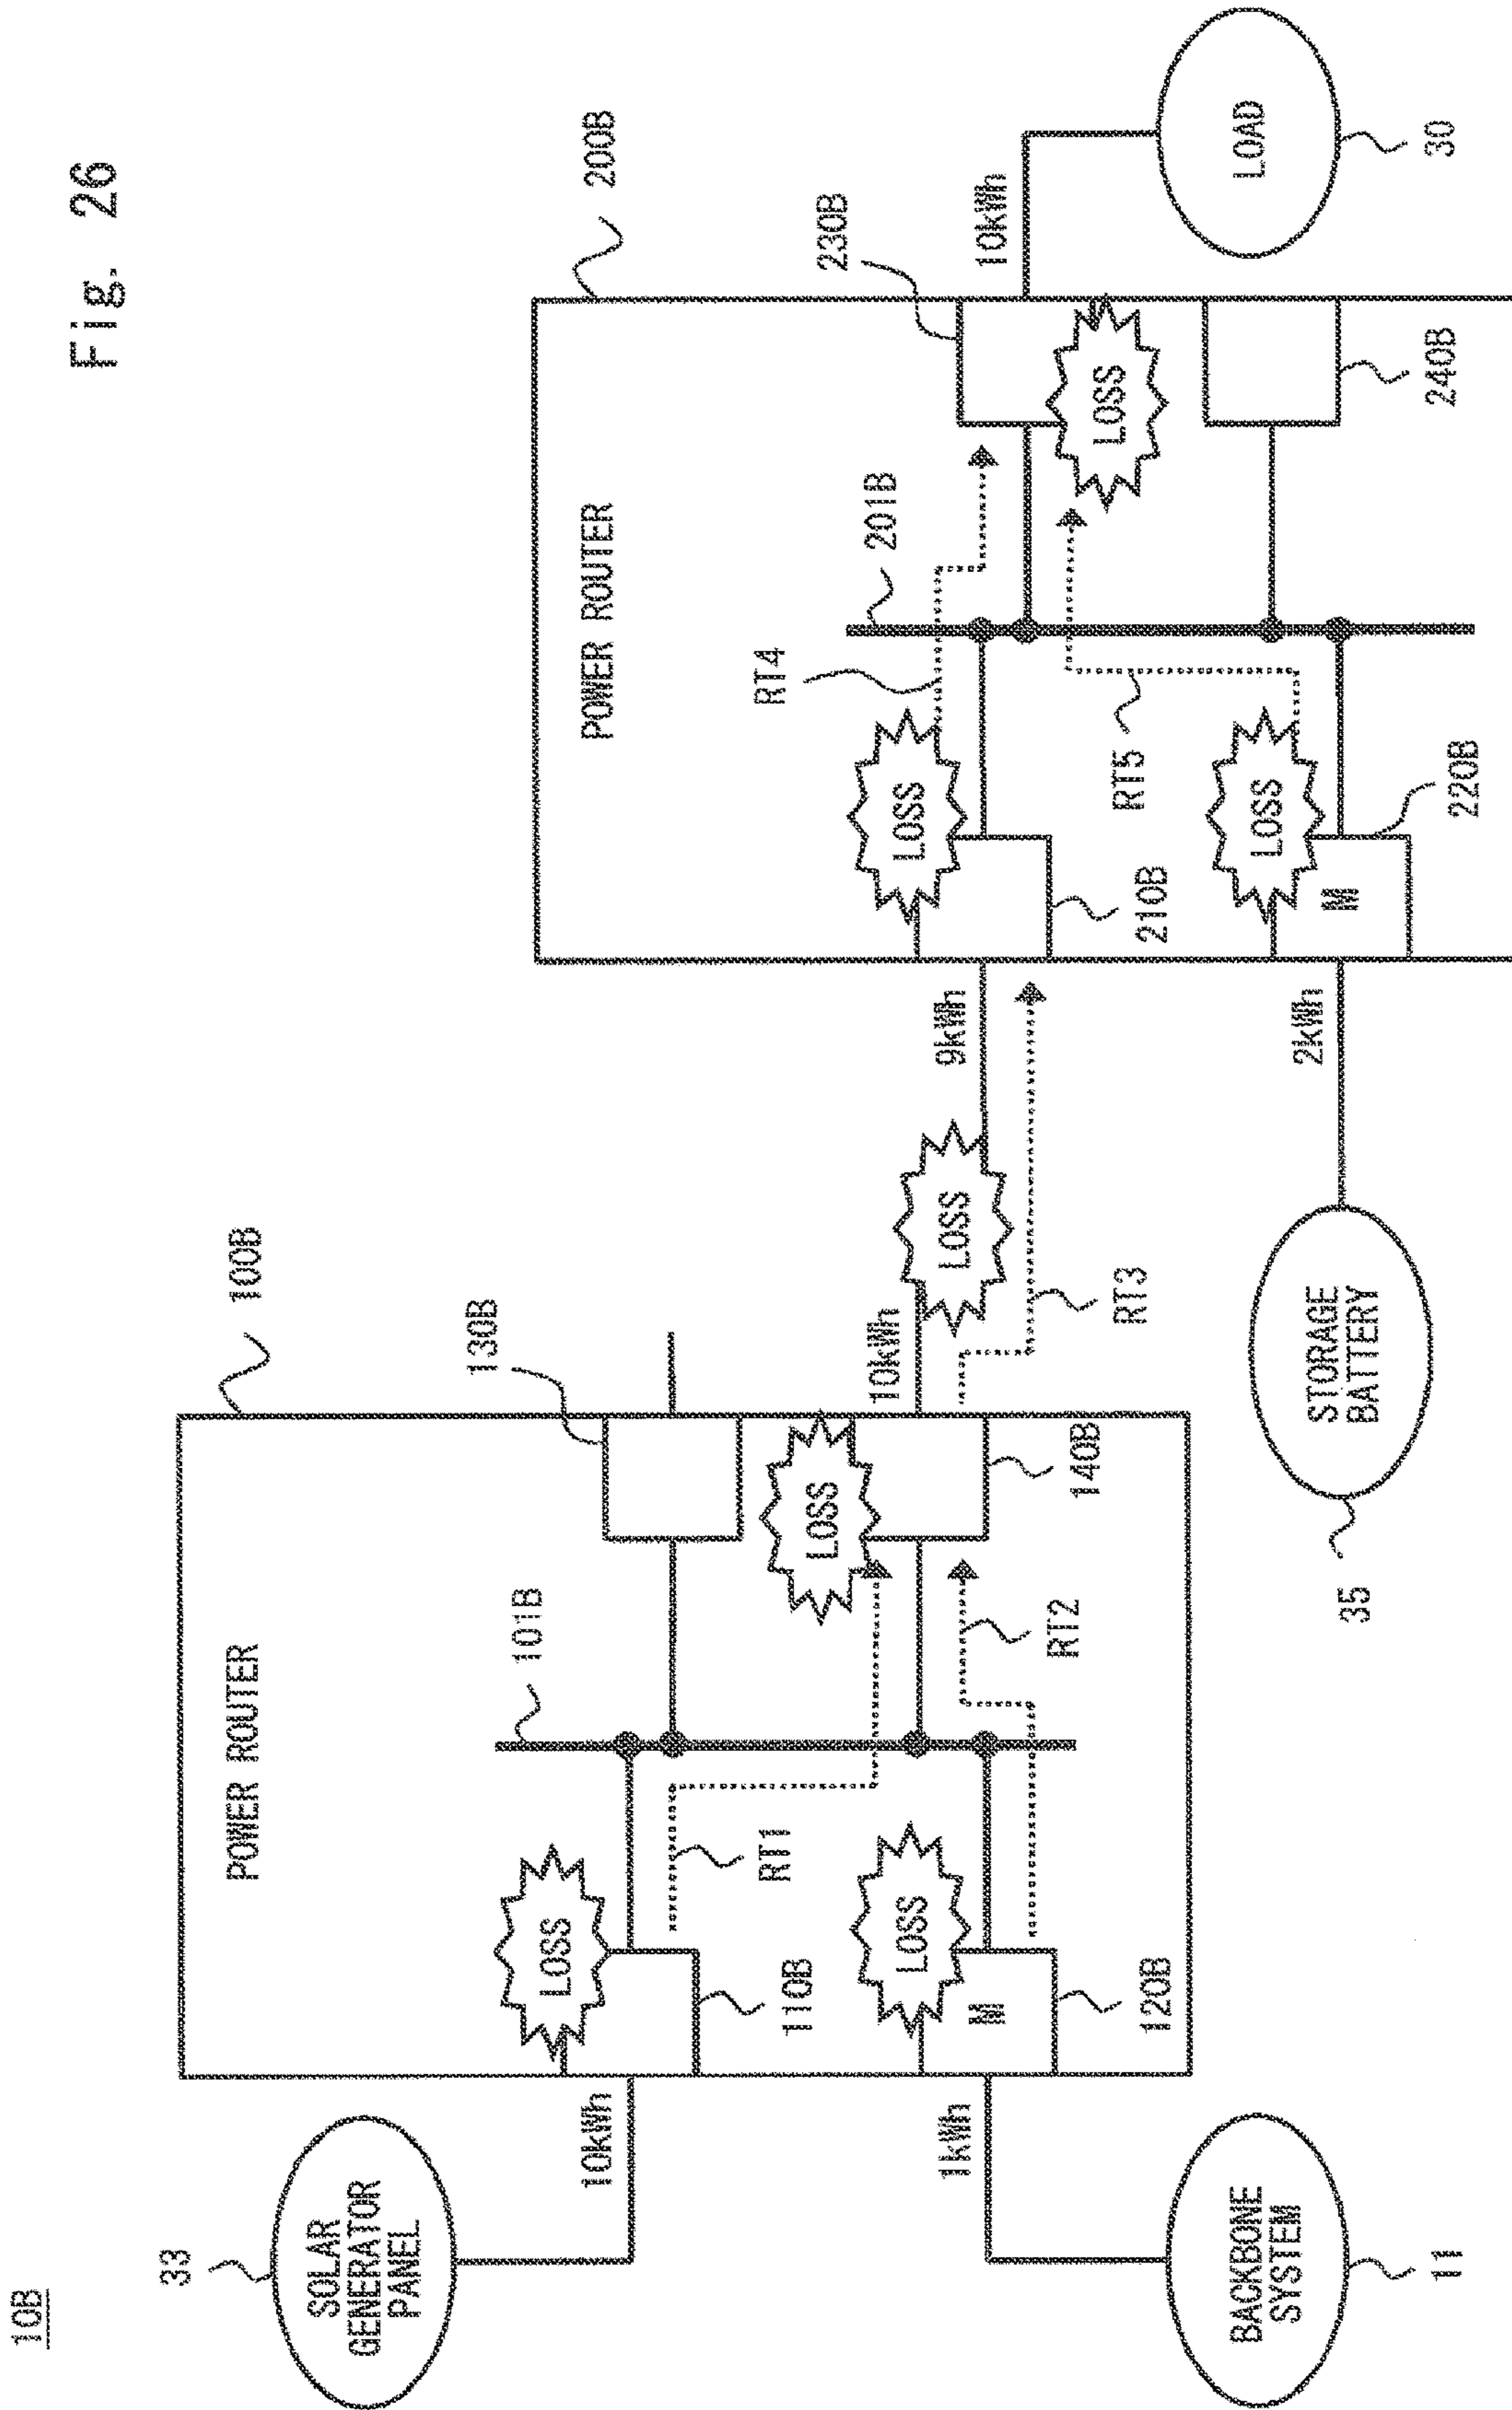 Fig. 26
10B
33
SOLAR
GENERATOR
PANEL
10kWh
1kWh
BACKBONE
SYSTEM
11
POWER ROUTER
100B
LOSS
110B
RT1
101B
LOSS
M
120B
RT2
130B
LOSS
140B
10kWh
LOSS
9kWh
RT3
STORAGE
BATTERY
35
2kWh
POWER ROUTER
200B
LOSS
210B
RT4
201B
LOSS
M
220B
RT5
230B
LOSS
240B
10kWh
LOAD
30